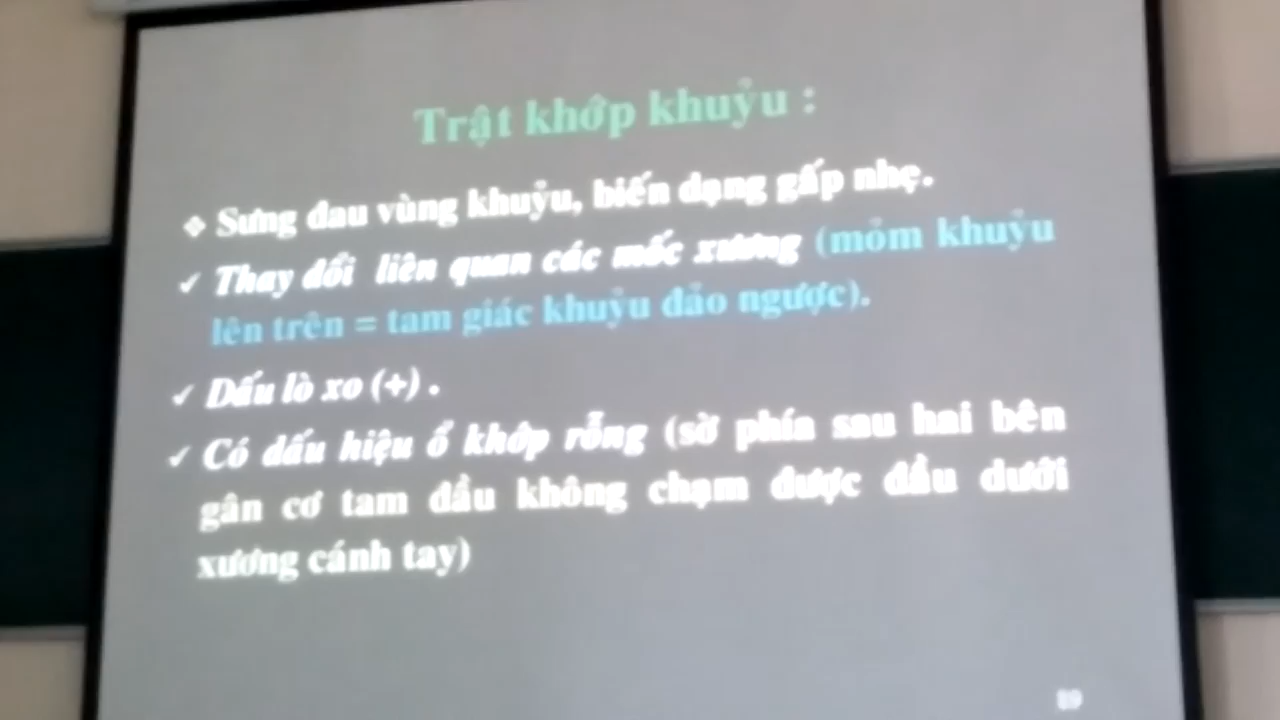 Trật khớp khuỷu :
❖ Sưng đau vùng khuỷu, biến dạng gấp nhẹ.
✓ Thay đổi liên quan các mốc xương (mỏm khuỷu
lên trên = tam giác khuỷu đảo ngược).
✓ Dấu lò xo (+) .
✓ Có dấu hiệu ổ khớp rỗng (sờ phía sau hai bên
gân cơ tam đầu không chạm được đầu dưới
xương cánh tay)